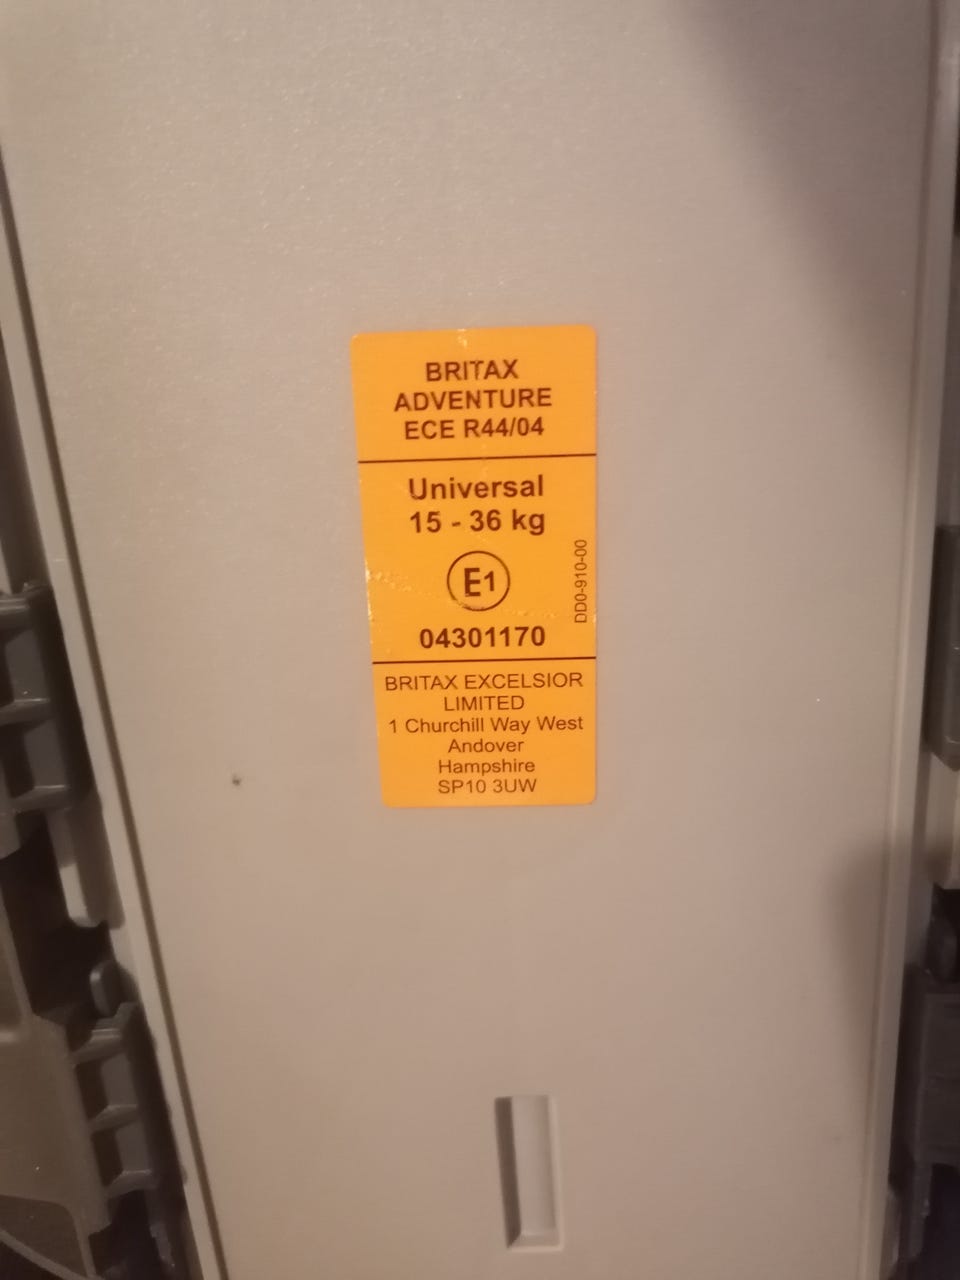 BRITAX
ADVENTURE
ECE R44/04
Universal
15 - 36 kg
E1
04301170
DD0-910-00
BRITAX EXCELSIOR
LIMITED
1 Churchill Way West
Andover
Hampshire
SP10 3UW